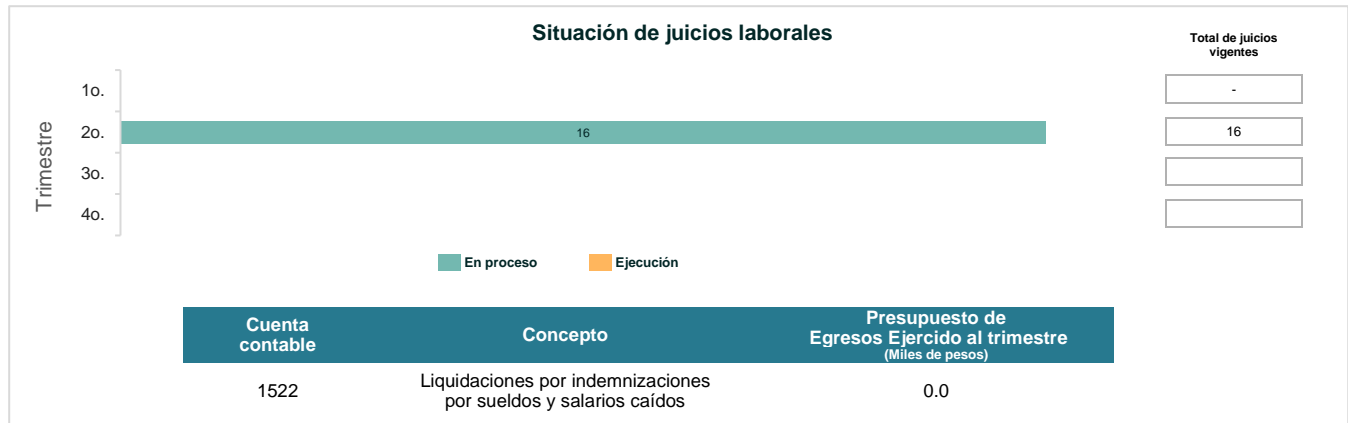 Situación de juicios laborales
Total de juicios
vigentes
Trimestre
1o.
-
2o.
16
16
3o.
4o.
En proceso
Ejecución
Cuenta
contable
Concepto
Presupuesto de
Egresos Ejercido al trimestre
(Miles de pesos)
1522
Liquidaciones por indemnizaciones
por sueldos y salarios caídos
0.0